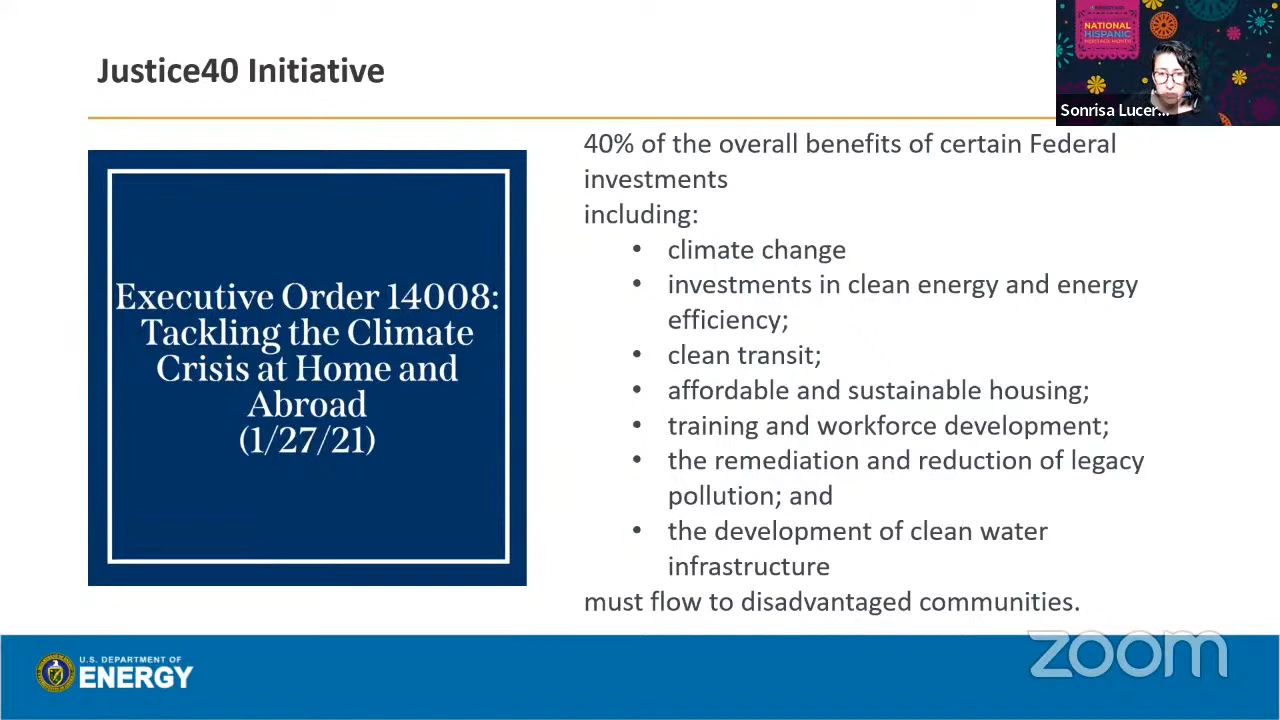 Justice40 Initiative
NATIONAL
HISPANIC
HERITAGE MONTH
Sonrisa Lucer...
40% of the overall benefits of certain Federal
investments
including:
• climate change
• investments in clean energy and energy
efficiency;
• clean transit;
• affordable and sustainable housing;
• training and workforce development;
• the remediation and reduction of legacy
pollution; and
• the development of clean water
infrastructure
must flow to disadvantaged communities.
Executive Order 14008:
Tackling the Climate
Crisis at Home and
Abroad
(1/27/21)
U.S. DEPARTMENT OF
ENERGY
zoom